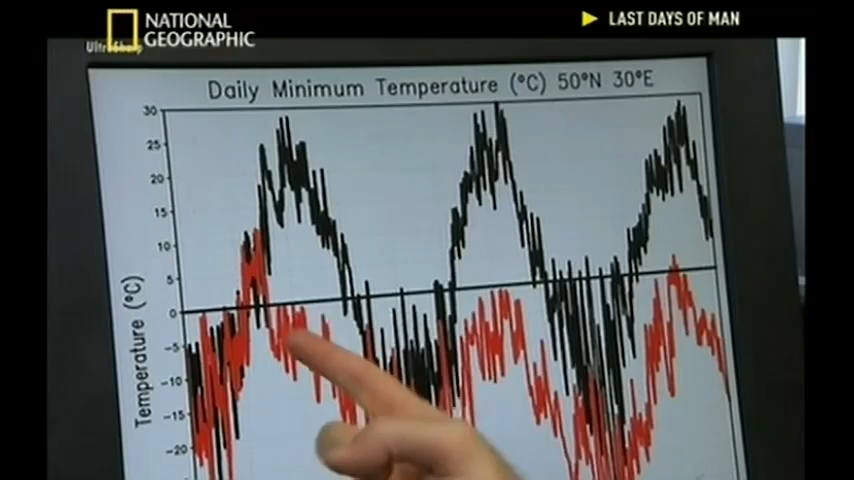 NATIONAL
GEOGRAPHIC
LAST DAYS OF MAN
UltraSharp
Daily Minimum Temperature (°C) 50°N 30°E
Temperature (°C)
30
25
20
15
10
5
0
-5
-10
-15
-20